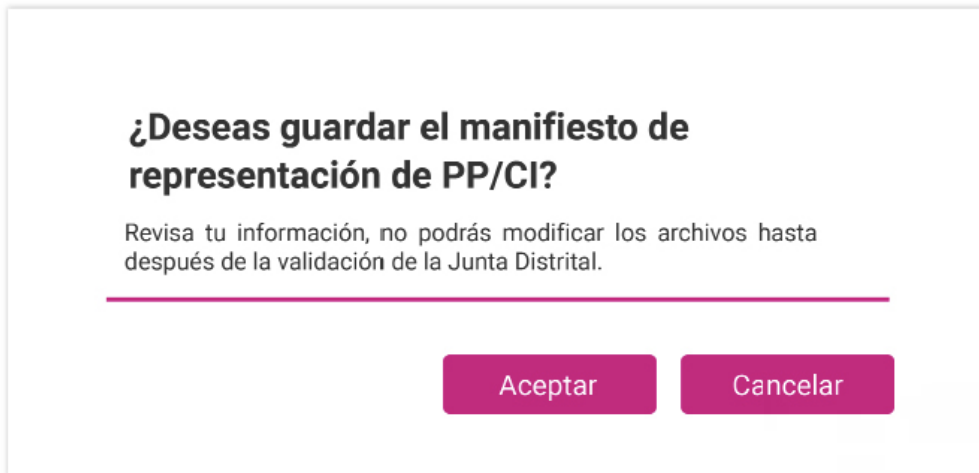 ¿Deseas guardar el manifiesto de
representación de PP/CI?
Revisa tu información, no podrás modificar los archivos hasta
después de la validación de la Junta Distrital.
Aceptar
Cancelar